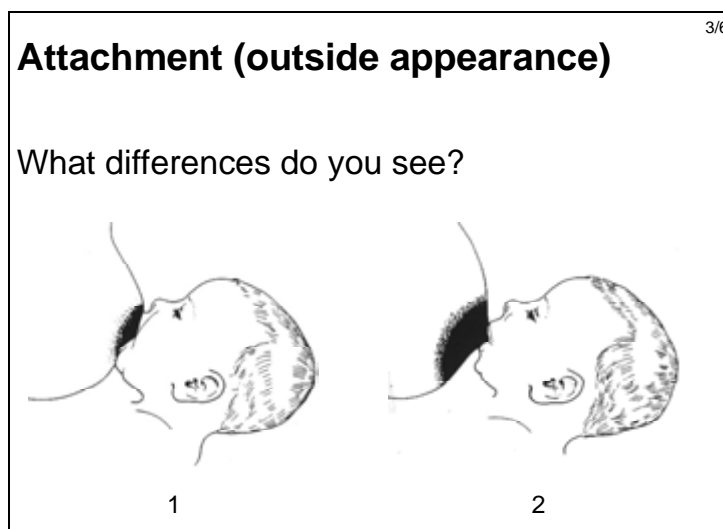 3/6
Attachment (outside appearance)
What differences do you see?
1 2